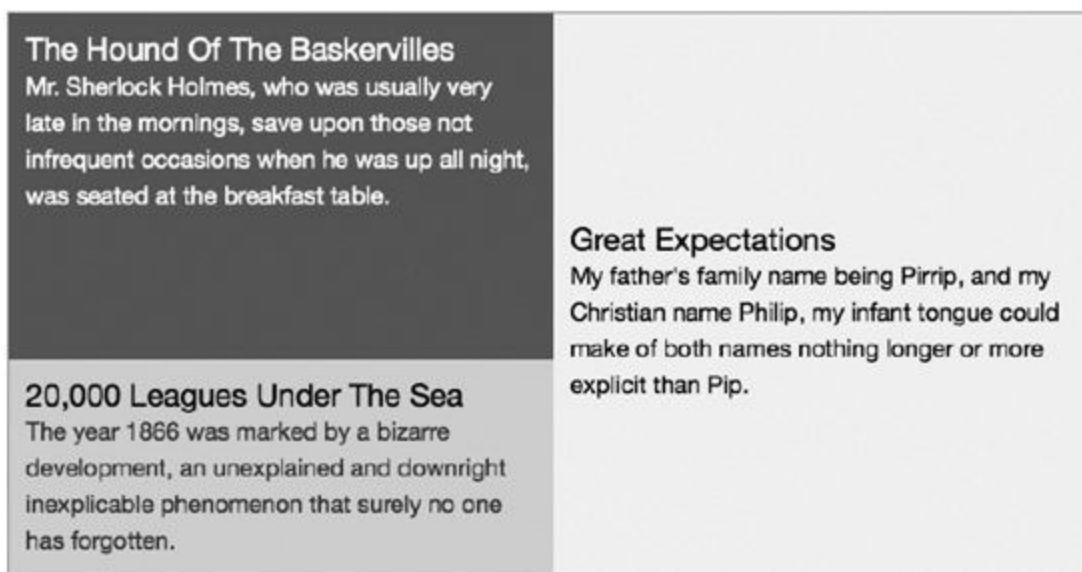 The Hound Of The Baskervilles
Mr. Sherlock Holmes, who was usually very
late in the mornings, save upon those not
infrequent occasions when he was up all night,
was seated at the breakfast table.
20,000 Leagues Under The Sea
The year 1866 was marked by a bizarre
development, an unexplained and downright
inexplicable phenomenon that surely no one
has forgotten.
Great Expectations
My father's family name being Pirrip, and my
Christian name Philip, my infant tongue could
make of both names nothing longer or more
explicit than Pip.